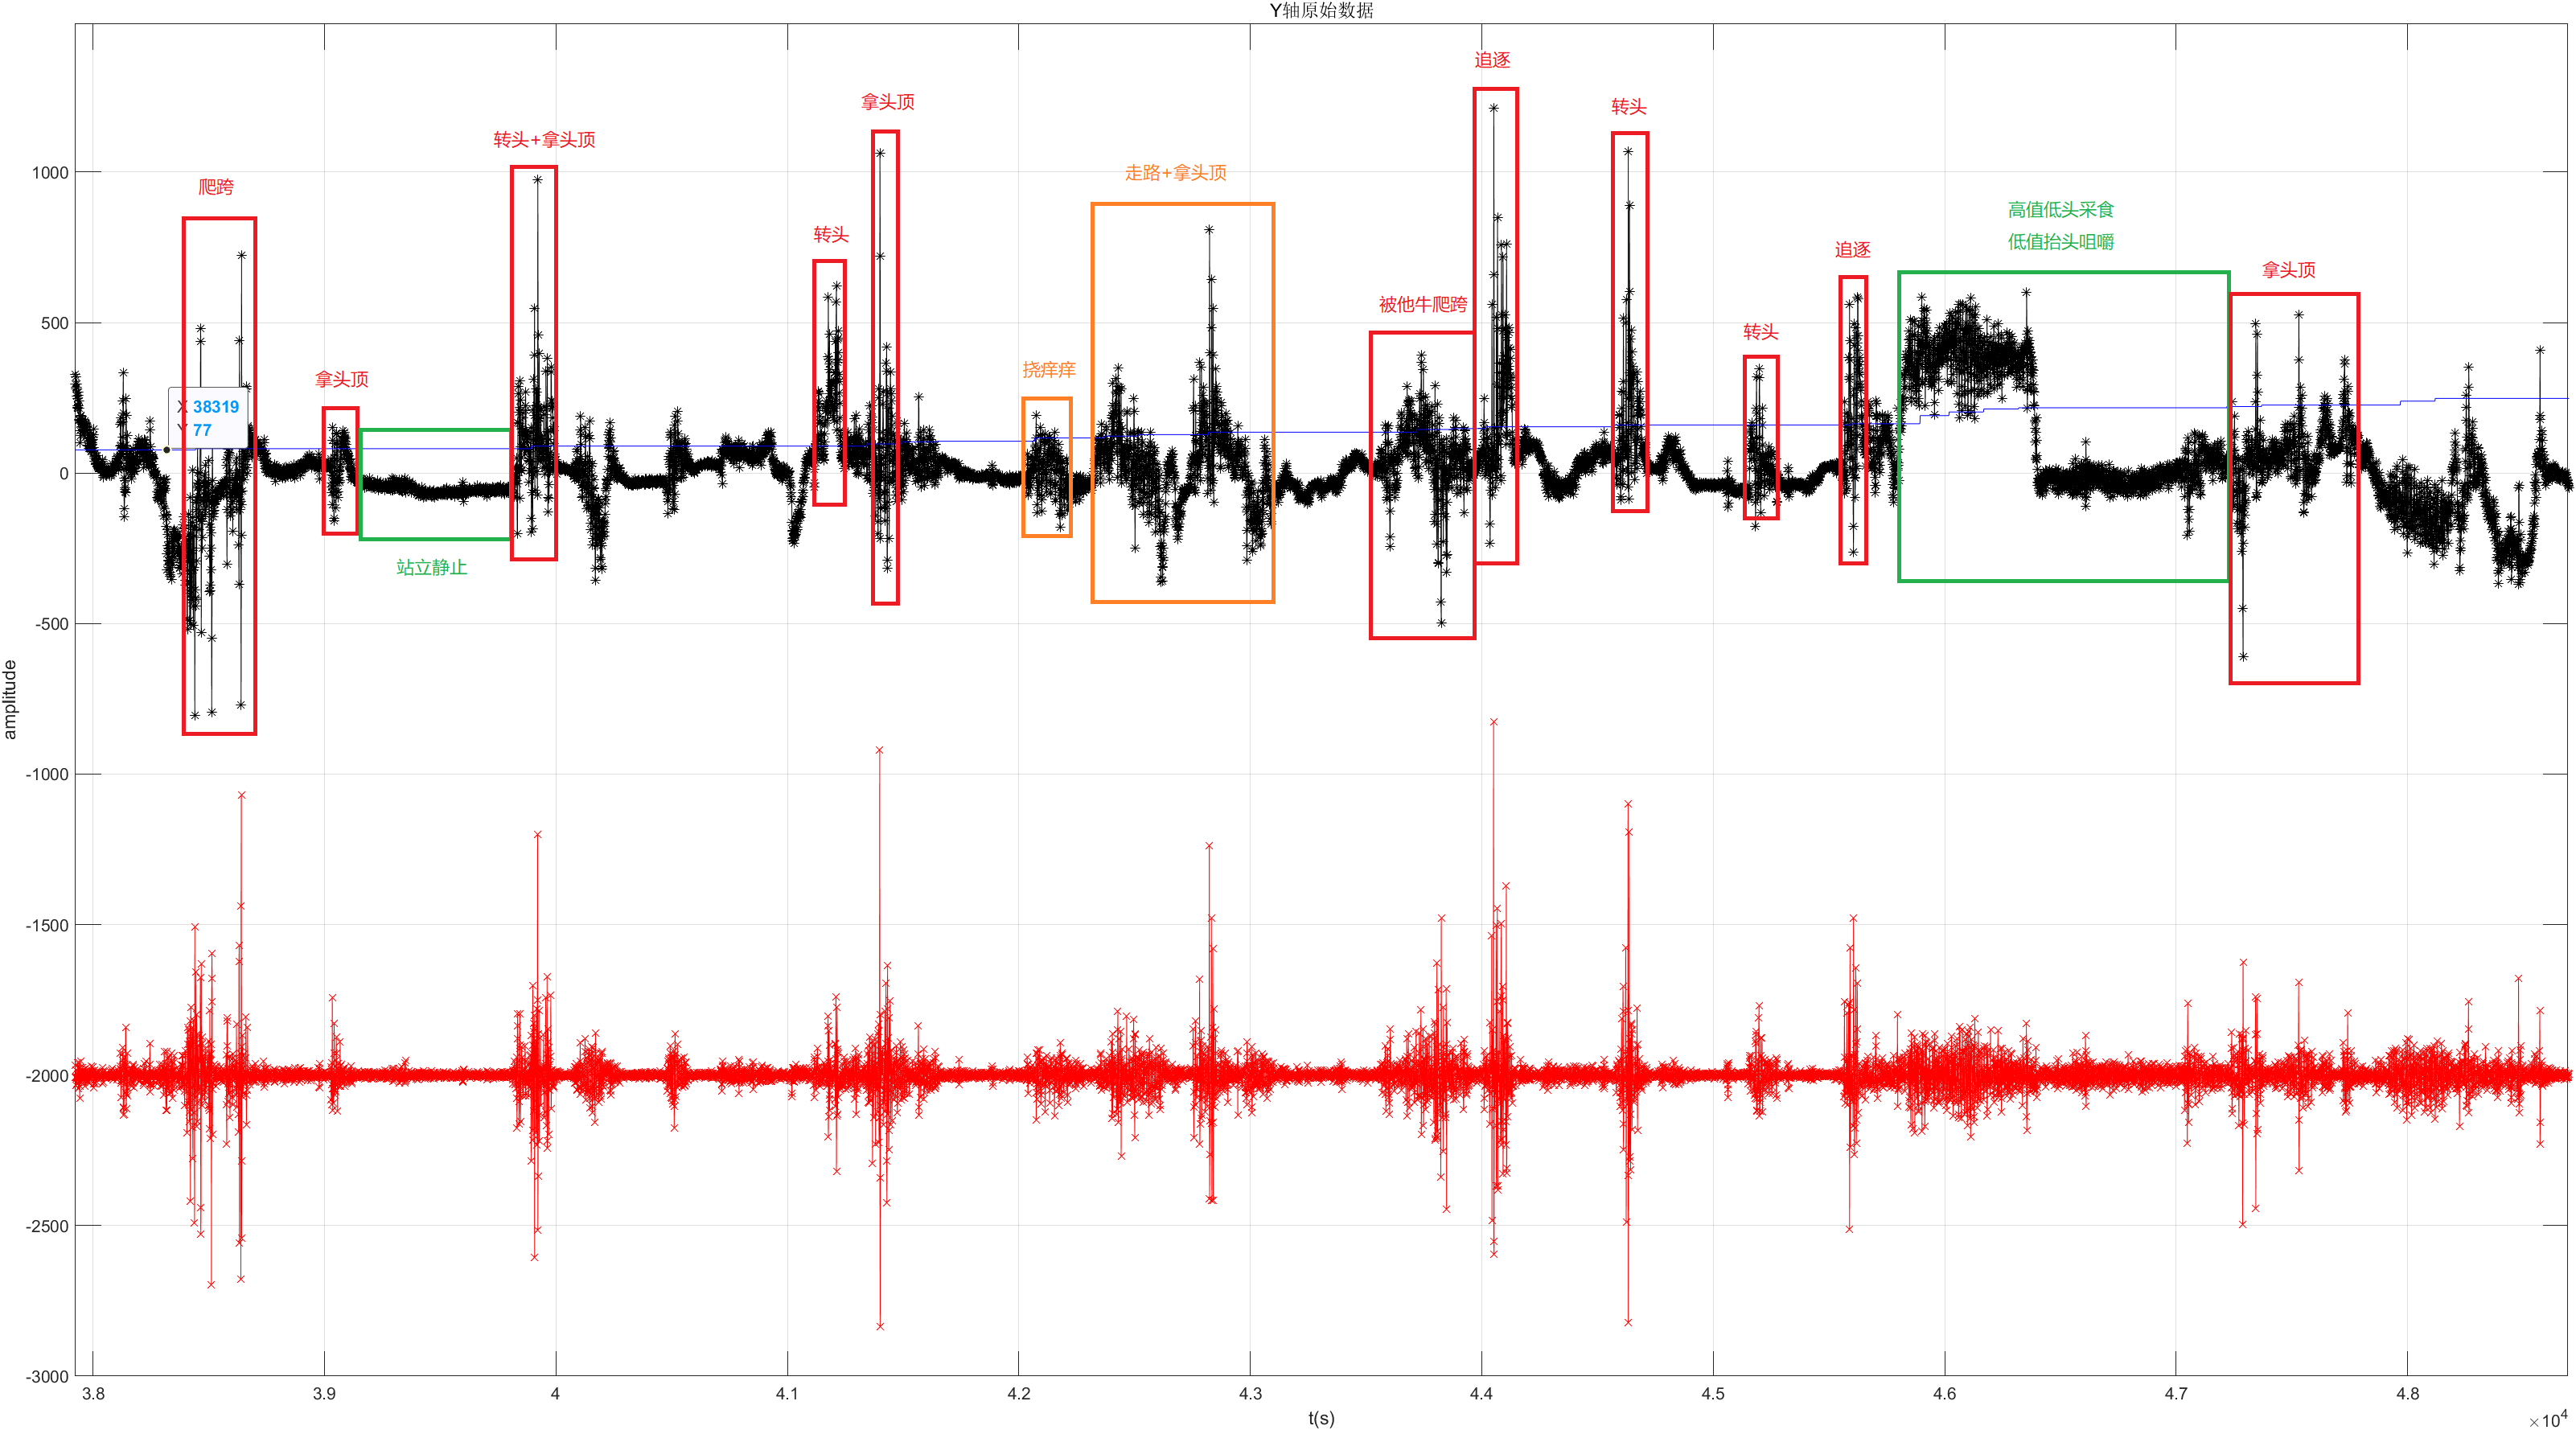 Y轴原始数据
追逐
拿头顶
转头
转头+拿头顶
走路+拿头顶
爬跨
高值低头采食
低值抬头咀嚼
转头
追逐
拿头顶
被他牛爬跨
转头
挠痒痒
拿头顶
X 38319
Y 77
站立静止
1000
500
0
-500
-1000
-1500
-2000
-2500
-3000
amplitude
3.8 3.9 4 4.1 4.2 4.3 4.4 4.5 4.6 4.7 4.8
t(s)
×10⁴